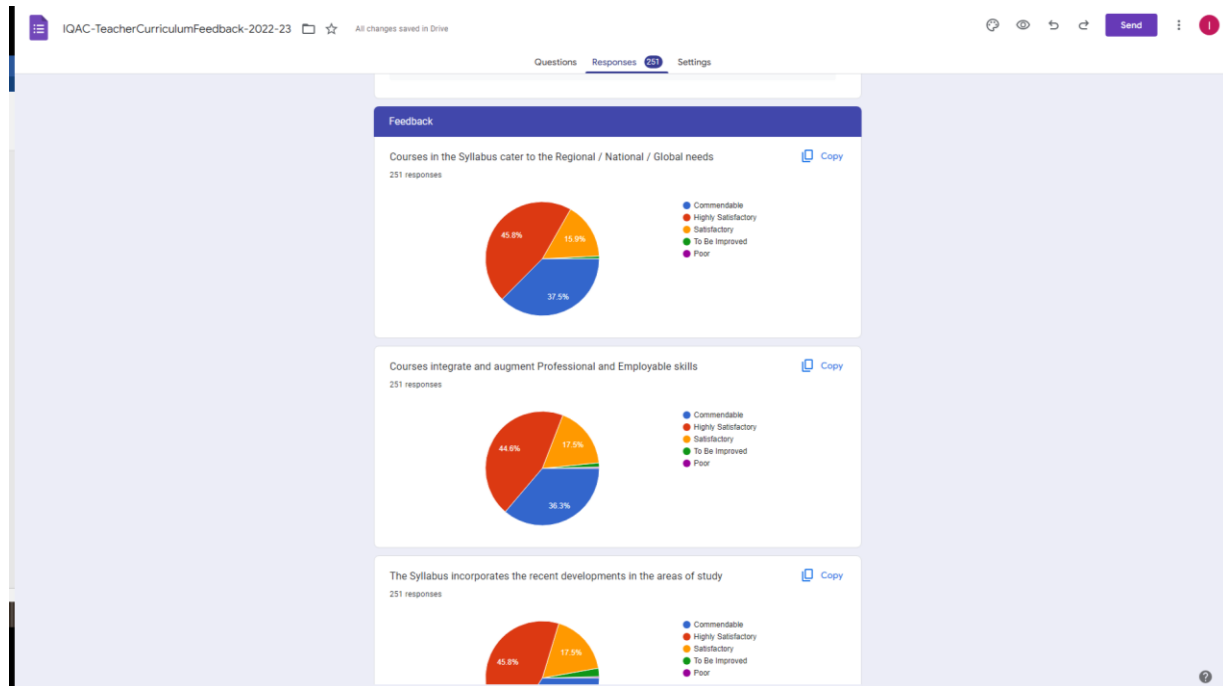 IQAC-TeacherCurriculumFeedback-2022-23
All changes saved in Drive
Send
I
Questions
Responses 251
Settings
Feedback
Courses in the Syllabus cater to the Regional / National / Global needs
Copy
251 responses
45.8%
15.9%
37.5%
Commendable
Highly Satisfactory
Satisfactory
To Be Improved
Poor
Courses integrate and augment Professional and Employable skills
Copy
251 responses
44.6%
17.5%
36.3%
Commendable
Highly Satisfactory
Satisfactory
To Be Improved
Poor
The Syllabus incorporates the recent developments in the areas of study
Copy
251 responses
45.8%
17.5%
Commendable
Highly Satisfactory
Satisfactory
To Be Improved
Poor